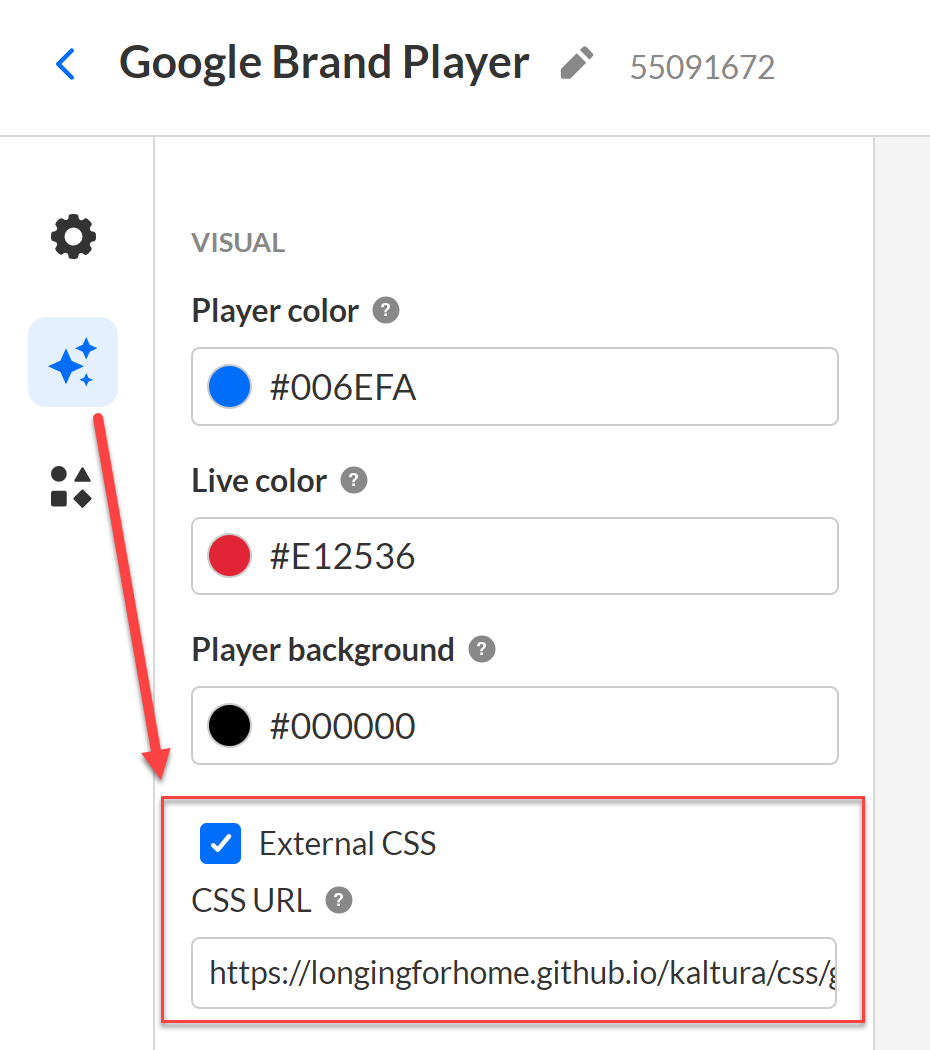 Google Brand Player 55091672
VISUAL
Player color ?
#006EFA
Live color ?
#E12536
Player background ?
#000000
External CSS
CSS URL ?
https://longingforhome.github.io/kaltura/css/g